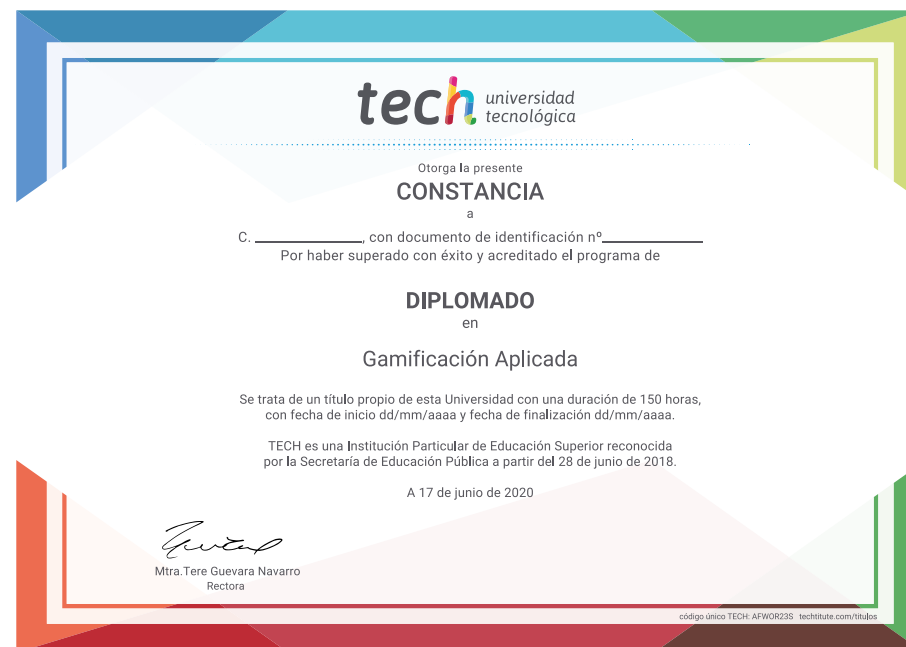 tech universidad
tecnológica
Otorga la presente
CONSTANCIA
a
C. ______________, con documento de identificación nº_____________
Por haber superado con éxito y acreditado el programa de
DIPLOMADO
en
Gamificación Aplicada
Se trata de un título propio de esta Universidad con una duración de 150 horas,
con fecha de inicio dd/mm/aaaa y fecha de finalización dd/mm/aaaa.
TECH es una Institución Particular de Educación Superior reconocida
por la Secretaría de Educación Pública a partir del 28 de junio de 2018.
A 17 de junio de 2020
Mtra.Tere Guevara Navarro
Rectora
código único TECH: AFWOR23S techtitute.com/titulos